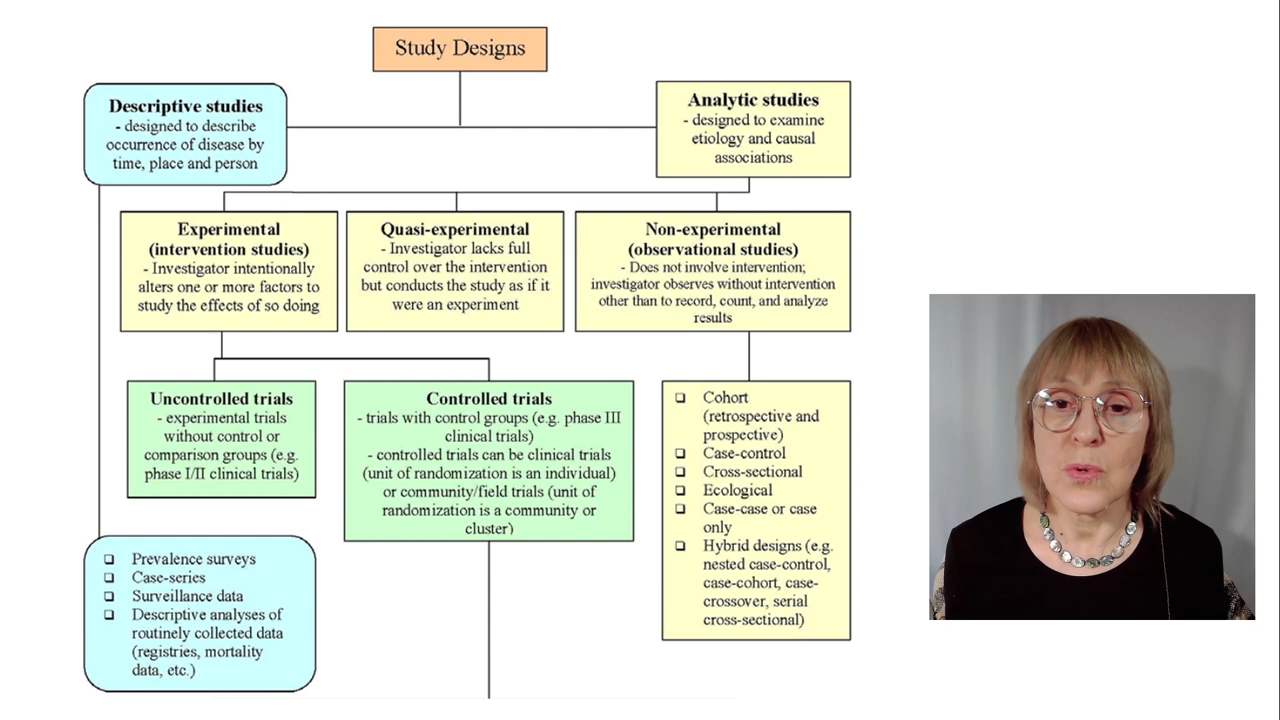 Study Designs
Descriptive studies
- designed to describe
occurrence of disease by
time, place and person
Analytic studies
- designed to examine
etiology and causal
associations
Experimental
(intervention studies)
- Investigator intentionally
alters one or more factors to
study the effects of so doing
Quasi-experimental
- Investigator lacks full
control over the intervention
but conducts the study as if it
were an experiment
Non-experimental
(observational studies)
- Does not involve intervention;
investigator observes without intervention
other than to record, count, and analyze
results
Uncontrolled trials
- experimental trials
without control or
comparison groups (e.g.
phase I/II clinical trials)
Controlled trials
- trials with control groups (e.g. phase III
clinical trials)
- controlled trials can be clinical trials
(unit of randomization is an individual)
or community/field trials (unit of
randomization is a community or
cluster)
Cohort
(retrospective and
prospective)
Case-control
Cross-sectional
Ecological
Case-case or case
only
Hybrid designs (e.g.
nested case-control,
case-cohort, case-
crossover, serial
cross-sectional)
Prevalence surveys
Case-series
Surveillance data
Descriptive analyses of
routinely collected data
(registries, mortality
data, etc.)